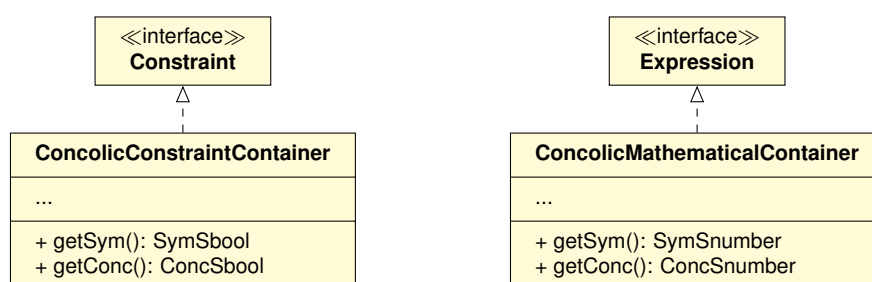 ≪interface≫
Constraint
ConcolicConstraintContainer
...
+ getSym(): SymSbool
+ getConc(): ConcSbool
≪interface≫
Expression
ConcolicMathematicalContainer
...
+ getSym(): SymSnumber
+ getConc(): ConcSnumber